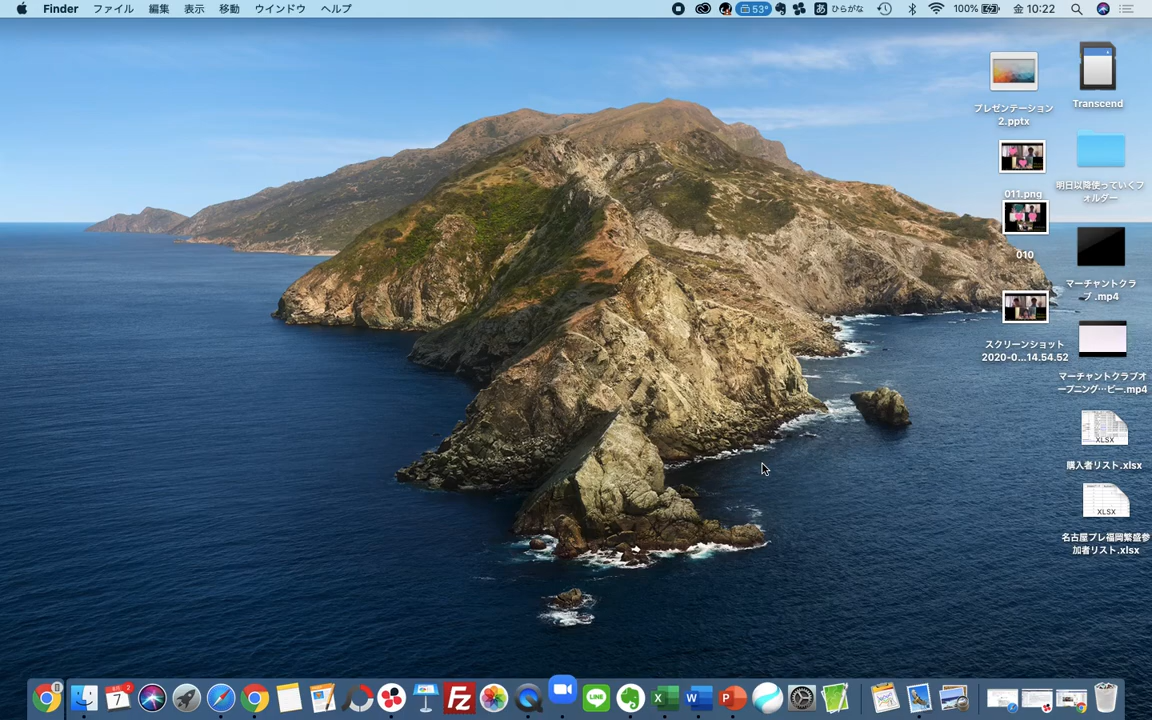 Finder ファイル 編集 表示 移動 ウインドウ ヘルプ 53° あ ひらがな 100% 金 10:22
プレゼンテーション
2.pptx
Transcend
011.png
明日以降使っていくフ
ォルダー
010
マーチャントクラ
ブ .mp4
スクリーンショット
2020-0...14.54.52
マーチャントクラブオ
ープニング…ビー.mp4
XLSX
購入者リスト.xlsx
XLSX
名古屋プレ福岡繁盛参
加者リスト.xlsx
7
2
FZ
LINE
X
W
P